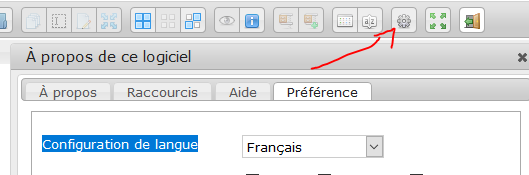 À propos de ce logiciel
À propos Raccourcis Aide Préférence
Configuration de langue Français